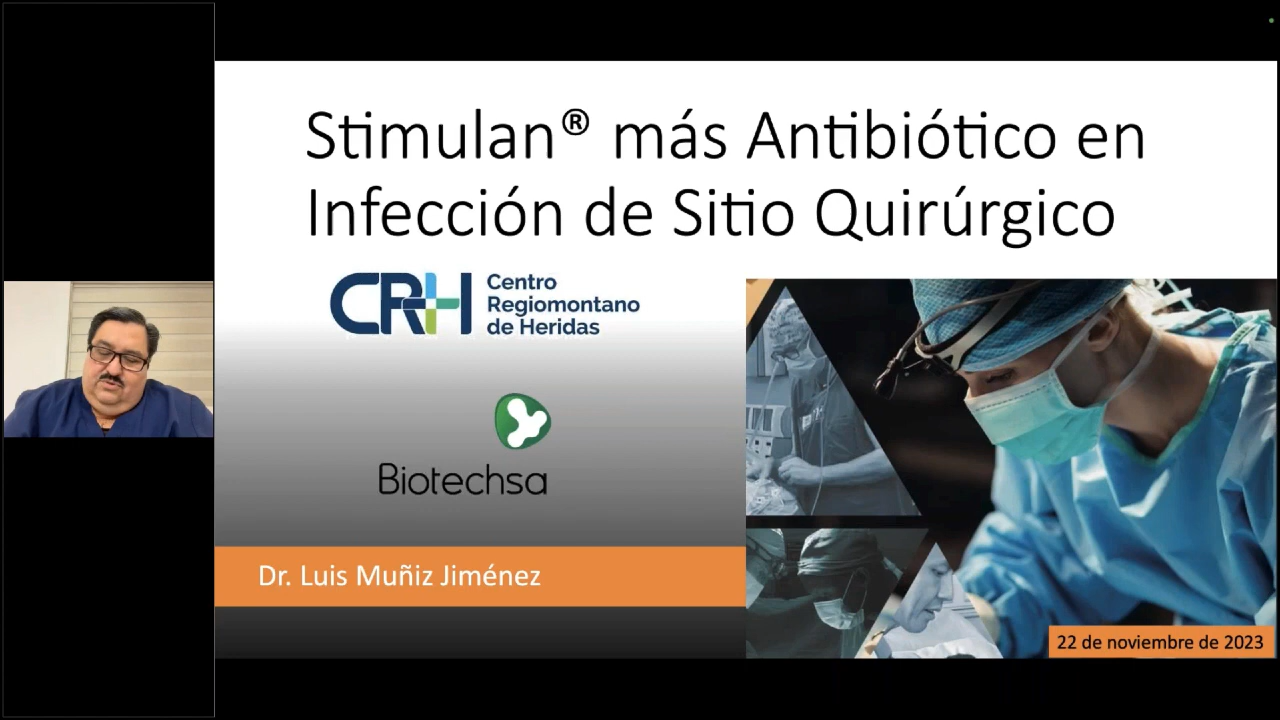 Stimulan® más Antibiótico en
Infección de Sitio Quirúrgico
CRH
Centro
Regiomontano
de Heridas
Biotechsa
Dr. Luis Muñiz Jiménez
22 de noviembre de 2023